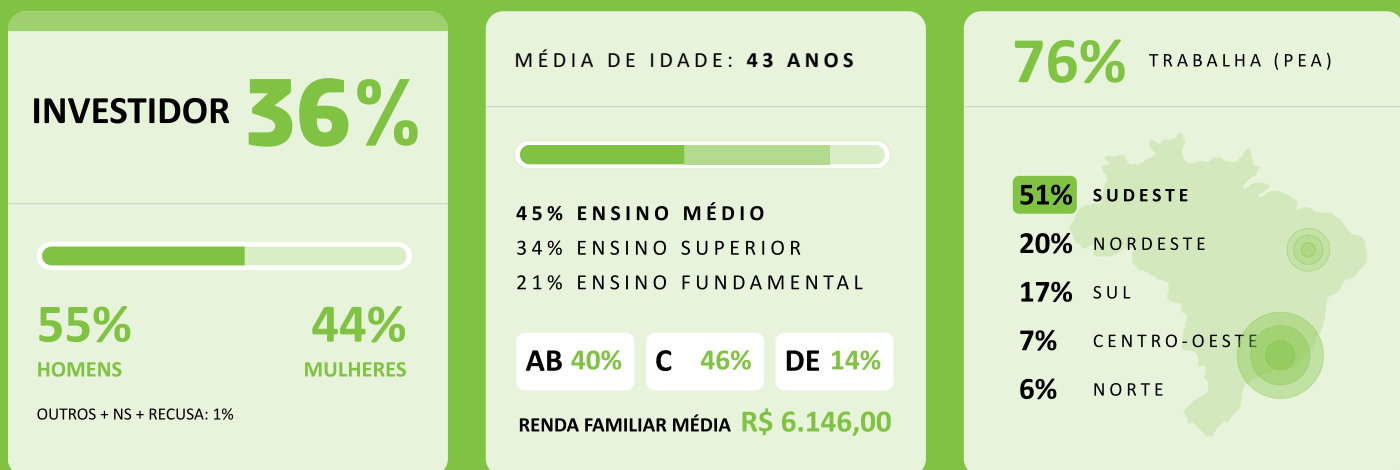 INVESTIDOR 36%
55%
HOMENS
44%
MULHERES
OUTROS + NS + RECUSA: 1%
MÉDIA DE IDADE: 43 ANOS
45% ENSINO MÉDIO
34% ENSINO SUPERIOR
21% ENSINO FUNDAMENTAL
AB 40%
C 46%
DE 14%
RENDA FAMILIAR MÉDIA R$ 6.146,00
76% TRABALHA (PEA)
51% SUDESTE
20% NORDESTE
17% SUL
7% CENTRO-OESTE
6% NORTE